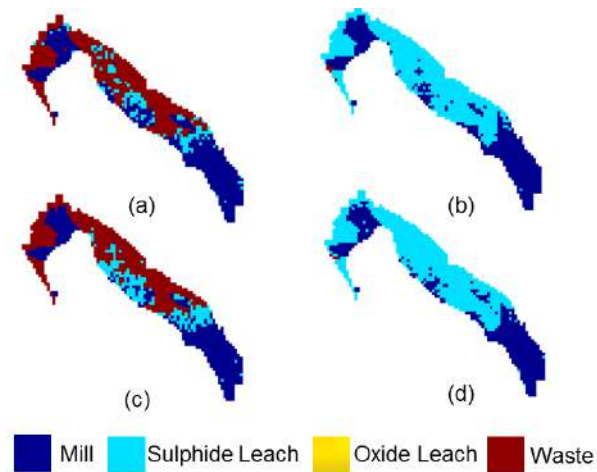 (a)
(b)
(c)
(d)
Mill
Sulphide Leach
Oxide Leach
Waste